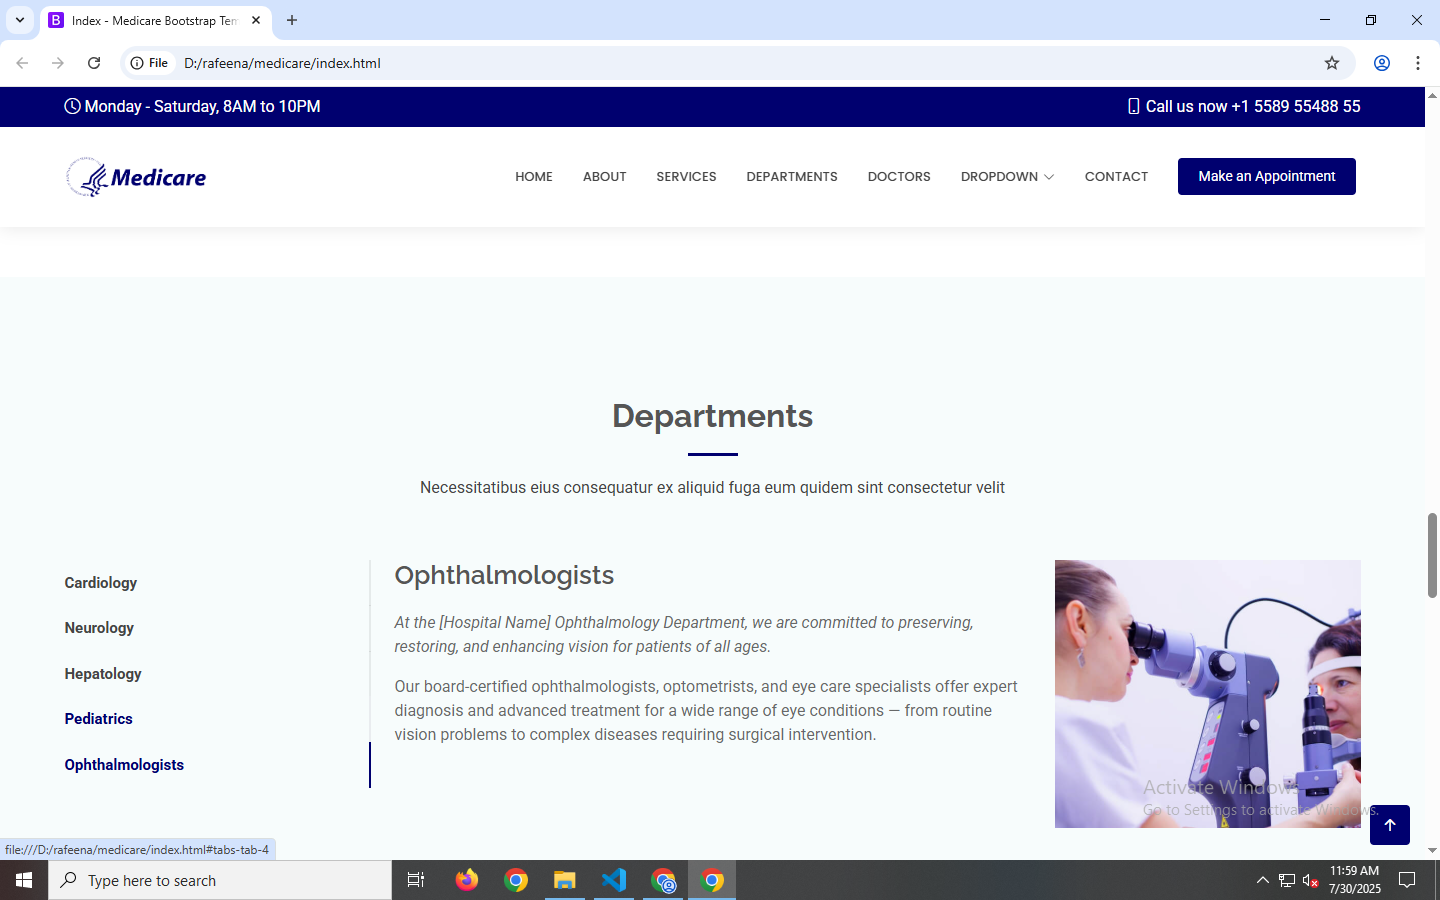 Index - Medicare Bootstrap Tem
File
D:/rafeena/medicare/index.html
Monday - Saturday, 8AM to 10PM
Call us now +1 5589 55488 55
Medicare
HOME
ABOUT
SERVICES
DEPARTMENTS
DOCTORS
DROPDOWN
CONTACT
Make an Appointment
Departments
Necessitatibus eius consequatur ex aliquid fuga eum quidem sint consectetur velit
Cardiology
Neurology
Hepatology
Pediatrics
Ophthalmologists
Ophthalmologists
At the [Hospital Name] Ophthalmology Department, we are committed to preserving,
restoring, and enhancing vision for patients of all ages.
Our board-certified ophthalmologists, optometrists, and eye care specialists offer expert
diagnosis and advanced treatment for a wide range of eye conditions — from routine
vision problems to complex diseases requiring surgical intervention.
Activate Windows
Go to Settings to activate Windows.
file:///D:/rafeena/medicare/index.html#tabs-tab-4
Type here to search
11:59 AM
7/30/2025